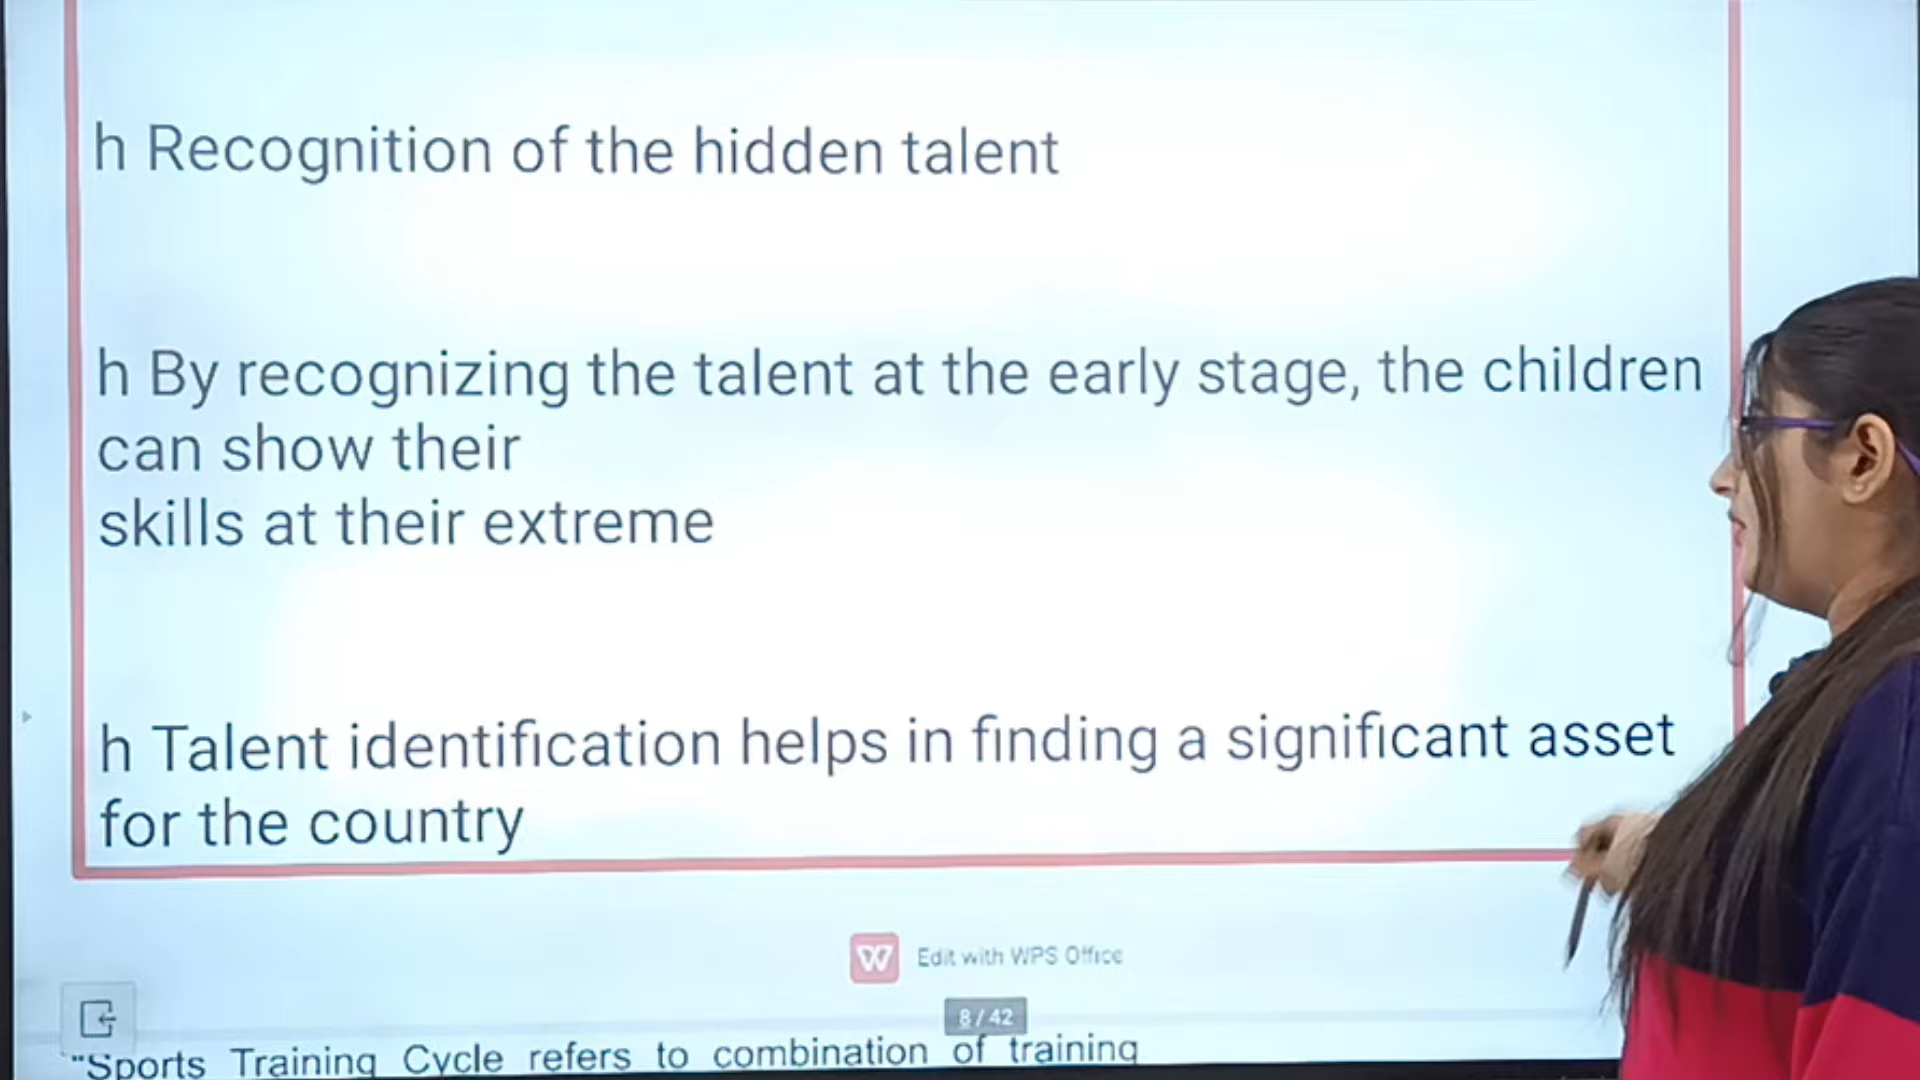 h Recognition of the hidden talent
h By recognizing the talent at the early stage, the children
can show their
skills at their extreme
h Talent identification helps in finding a significant asset
for the country
W Edit with WPS Office
8 / 42
"Sports Training Cycle refers to combination of training